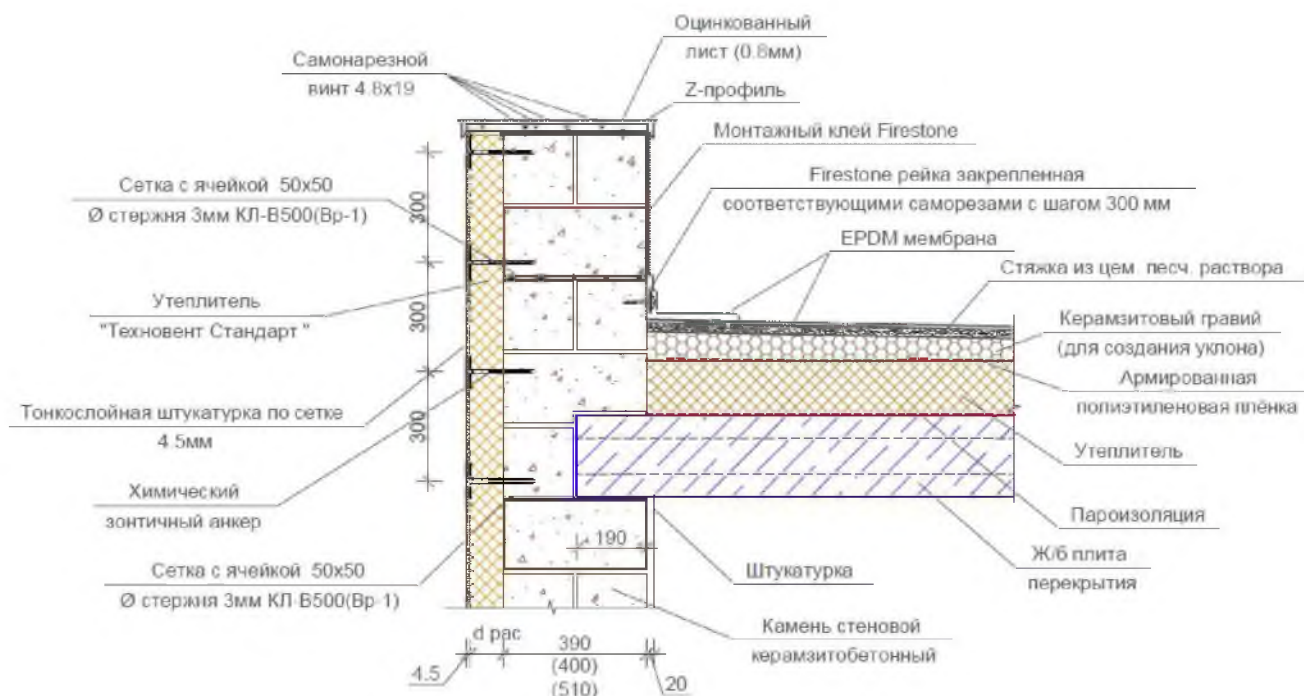 Оцинкованный
лист (0.8мм)
Самонарезной
винт 4.8х19
Z-профиль
Монтажный клей Firestone
Сетка с ячейкой 50х50
Ø стержня 3мм КЛ-В500(Вр-1)
Firestone рейка закрепленная
соответствующими саморезами с шагом 300 мм
EPDM мембрана
Стяжка из цем. песч. раствора
Утеплитель
"Техновент Стандарт "
Керамзитовый гравий
(для создания уклона)
Армированная
полиэтиленовая плёнка
Тонкослойная штукатурка по сетке
4.5мм
Утеплитель
Химический
зонтичный анкер
Пароизоляция
Ж/б плита
перекрытия
Сетка с ячейкой 50х50
Ø стержня 3мм КЛ-В500(Вр-1)
Штукатурка
Камень стеновой
керамзитобетонный
300
300
300
190
d рас
4.5
390
(400)
(510)
20